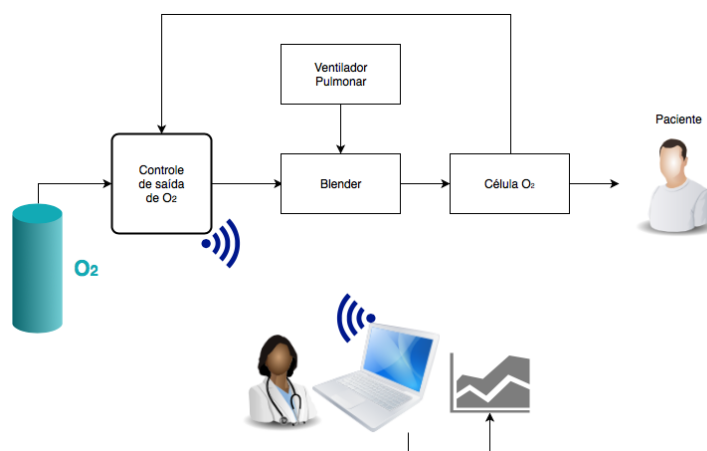 Ventilador
Pulmonar
Paciente
Controle
de saída
de O₂
Blender
Célula O₂
O₂